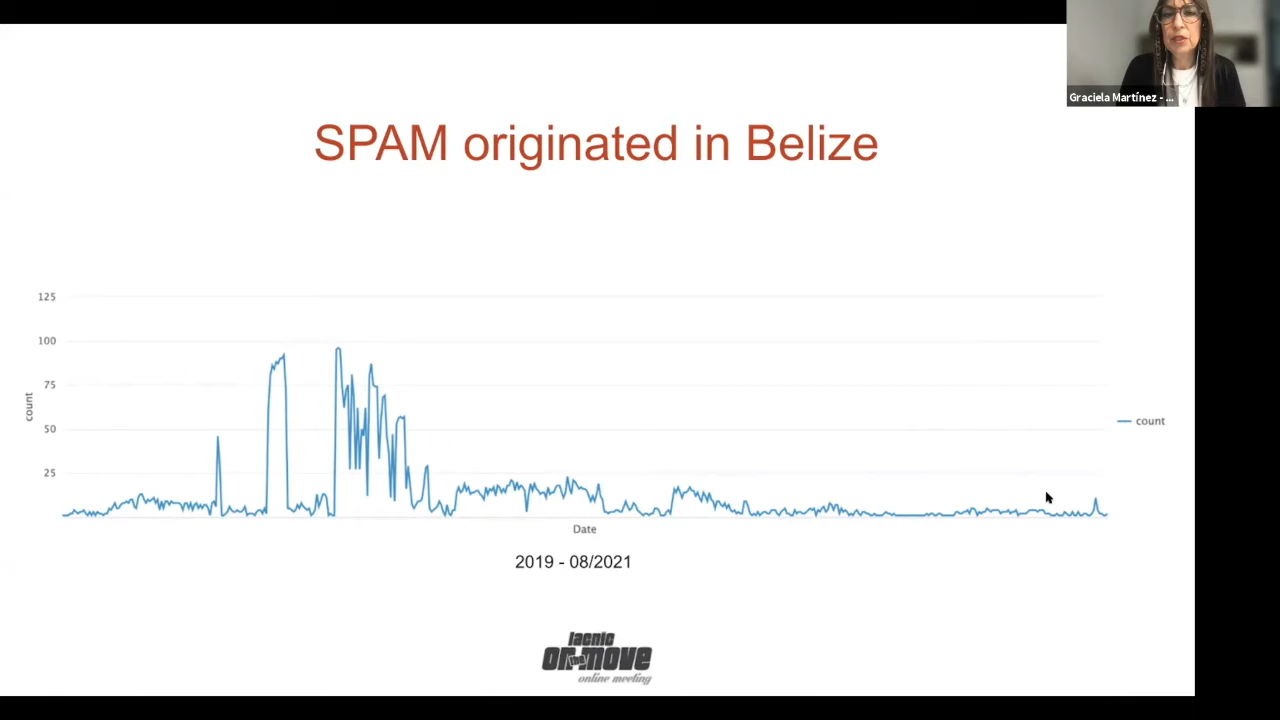 Graciela Martínez - ...
SPAM originated in Belize
125
100
75
50
25
count
count
Date
2019 - 08/2021
lacnic
on the move
online meeting